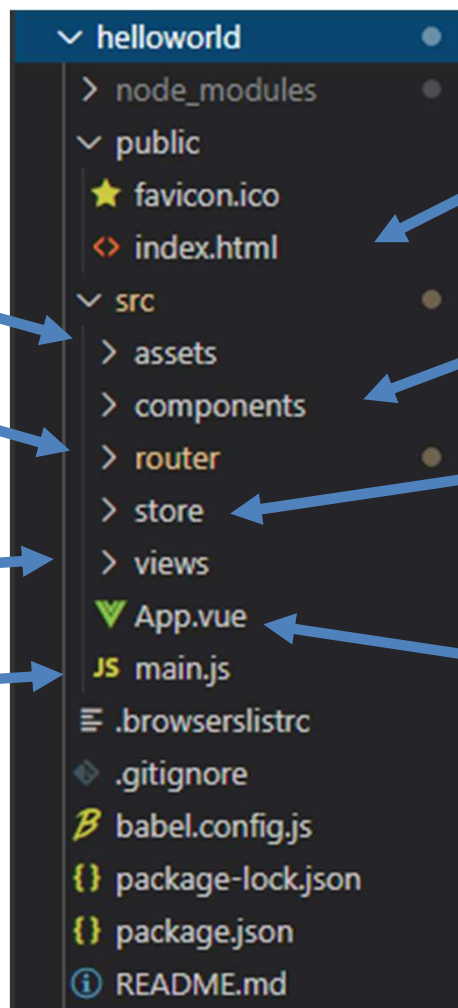 helloworld
node_modules
public
favicon.ico
<> index.html
src
assets
components
router
store
views
App.vue
JS main.js
.browserslistrc
.gitignore
babel.config.js
{} package-lock.json
{} package.json
README.md